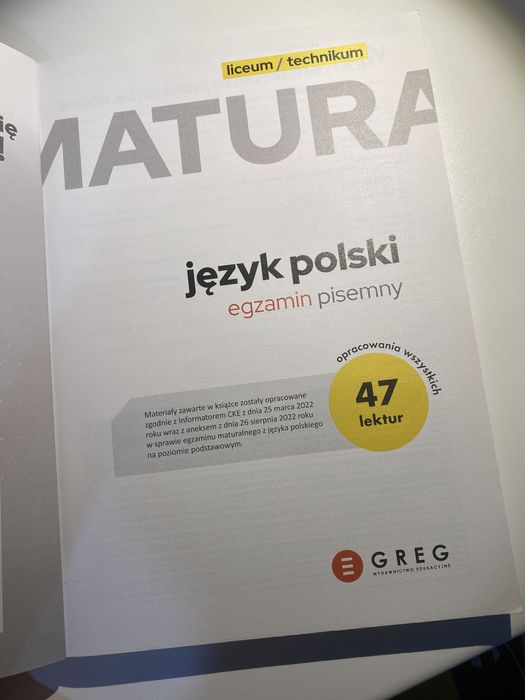 ię
!
liceum / technikum
MATURA
język polski
egzamin pisemny
opracowania wszystkich
47
lektur
Materiały zawarte w książce zostały opracowane
zgodnie z Informatorem CKE z dnia 25 marca 2022
roku wraz z aneksem z dnia 26 sierpnia 2022 roku
w sprawie egzaminu maturalnego z języka polskiego
na poziomie podstawowym.
GREG
WYDAWNICTWO EDUKACYJNE